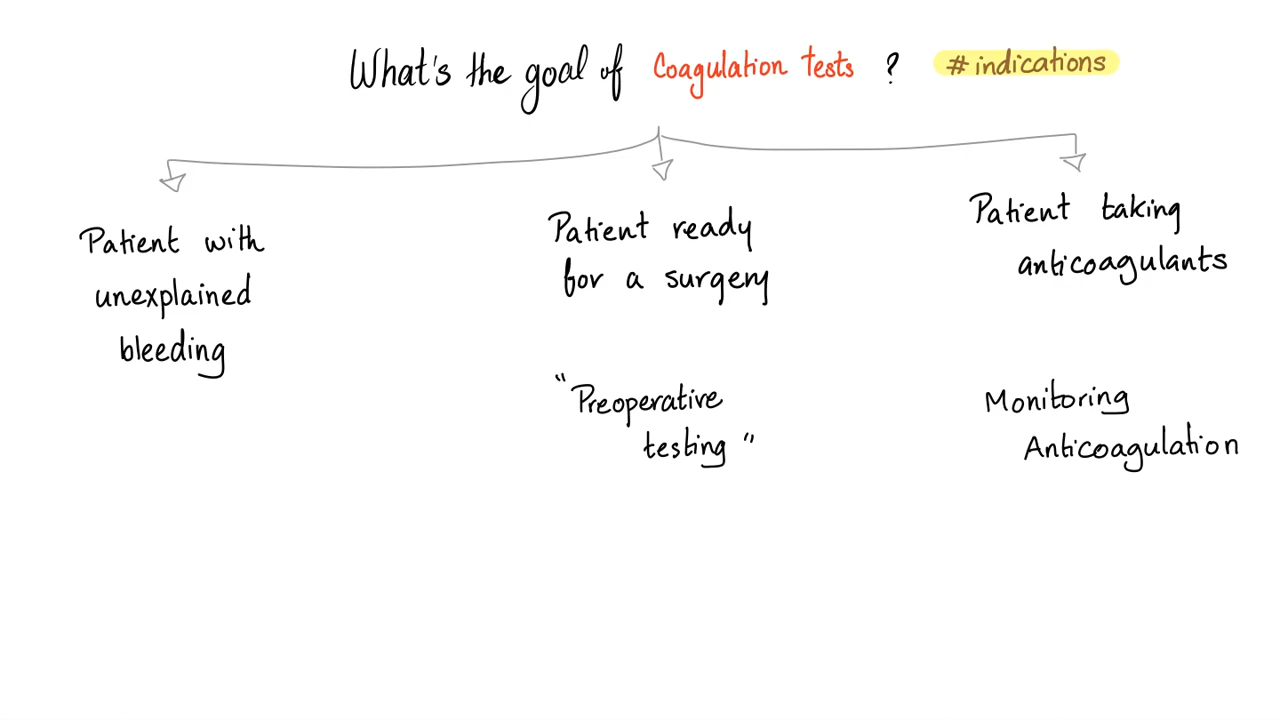 What's the goal of Coagulation tests ? # indications
Patient with
unexplained
bleeding
Patient ready
for a surgery
"Preoperative
testing"
Patient taking
anticoagulants
Monitoring
Anticoagulation